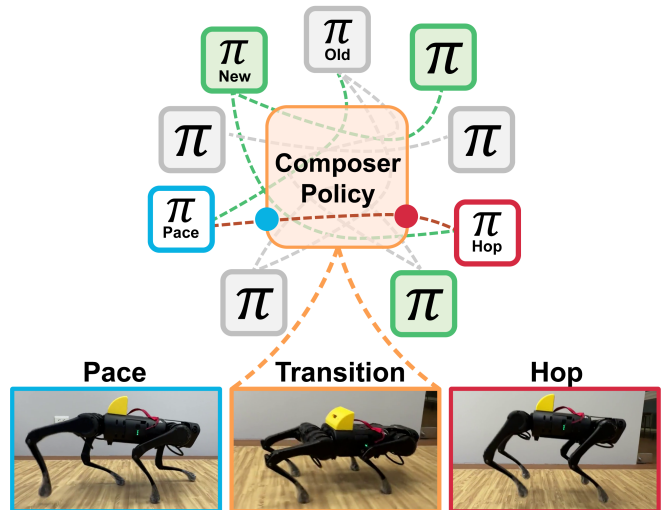 π
Old
π
New
π
π
π
Composer
Policy
π
Pace
π
Hop
π
π
Pace
Transition
Hop